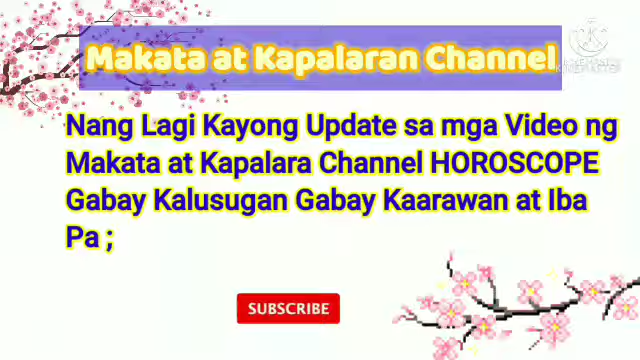 Makata at Kapalaran Channel
Nang Lagi Kayong Update sa mga Video ng
Makata at Kapalara Channel HOROSCOPE
Gabay Kalusugan Gabay Kaarawan at Iba
Pa ;
SUBSCRIBE